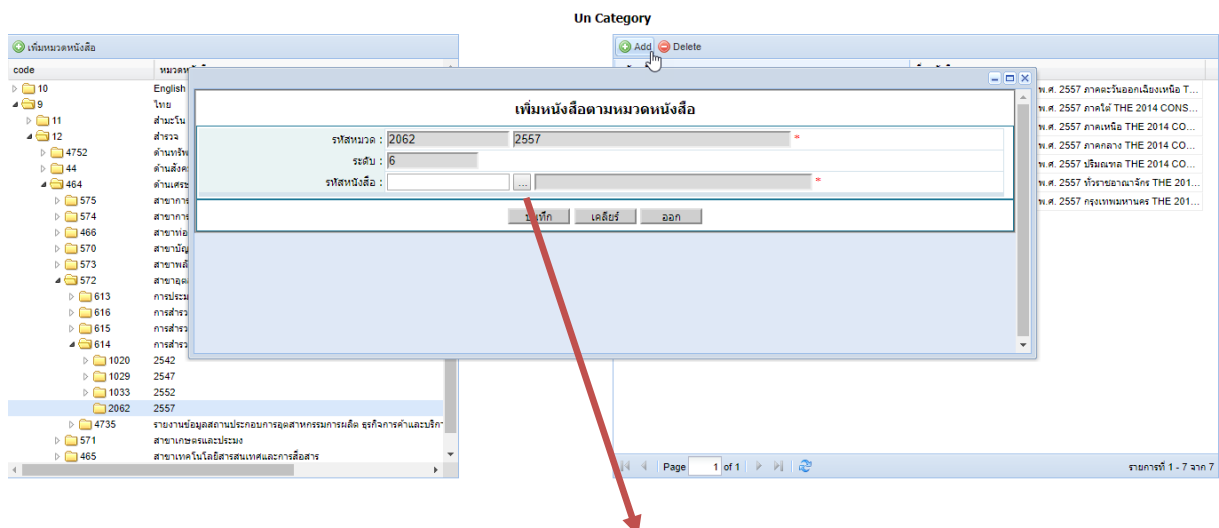 Un Category
เพิ่มหมวดหนังสือ
Add Delete
code
10 English
9 ไทย
11 สำมะโน
12 สำรวจ
4752 ด้านทรัพ
44 ด้านสังค
464 ด้านเศรษ
575 สาขาการ
574 สาขาการ
466 สาขาท่อ
570 สาขาบัญ
573 สาขาพลั
572 สาขาอุต
613 การประม
616 การสำรว
615 การสำรว
614 การสำรว
1020 2542
1029 2547
1033 2552
2062 2557
4735 รายงานข้อมูลสถานประกอบการอุตสาหกรรมการผลิต ธุรกิจการค้าและบริกา
571 สาขาเกษตรและประมง
465 สาขาเทคโนโลยีสารสนเทศและการสื่อสาร
เพิ่มหนังสือตามหมวดหนังสือ
รหัสหมวด : 2062 2557 *
ระดับ : 6
รหัสหนังสือ : ... *
บันทึก เคลียร์ ออก
พ.ศ. 2557 ภาคตะวันออกเฉียงเหนือ T...
พ.ศ. 2557 ภาคใต้ THE 2014 CONS...
พ.ศ. 2557 ภาคเหนือ THE 2014 CO...
พ.ศ. 2557 ภาคกลาง THE 2014 CO...
พ.ศ. 2557 ปริมณฑล THE 2014 CO...
พ.ศ. 2557 ทั่วราชอาณาจักร THE 201...
พ.ศ. 2557 กรุงเทพมหานคร THE 201...
Page 1 of 1
รายการที่ 1 - 7 จาก 7